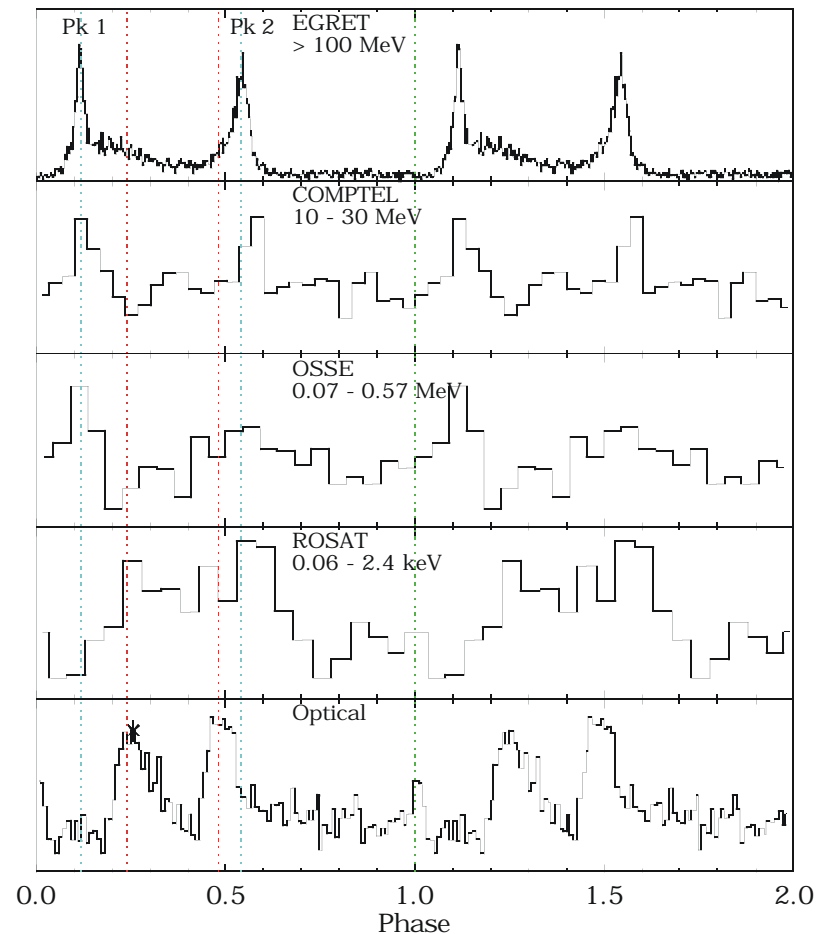 Pk 1
Pk 2
EGRET
> 100 MeV
COMPTEL
10 - 30 MeV
OSSE
0.07 - 0.57 MeV
ROSAT
0.06 - 2.4 keV
Optical
0.0 0.5 1.0 1.5 2.0
Phase